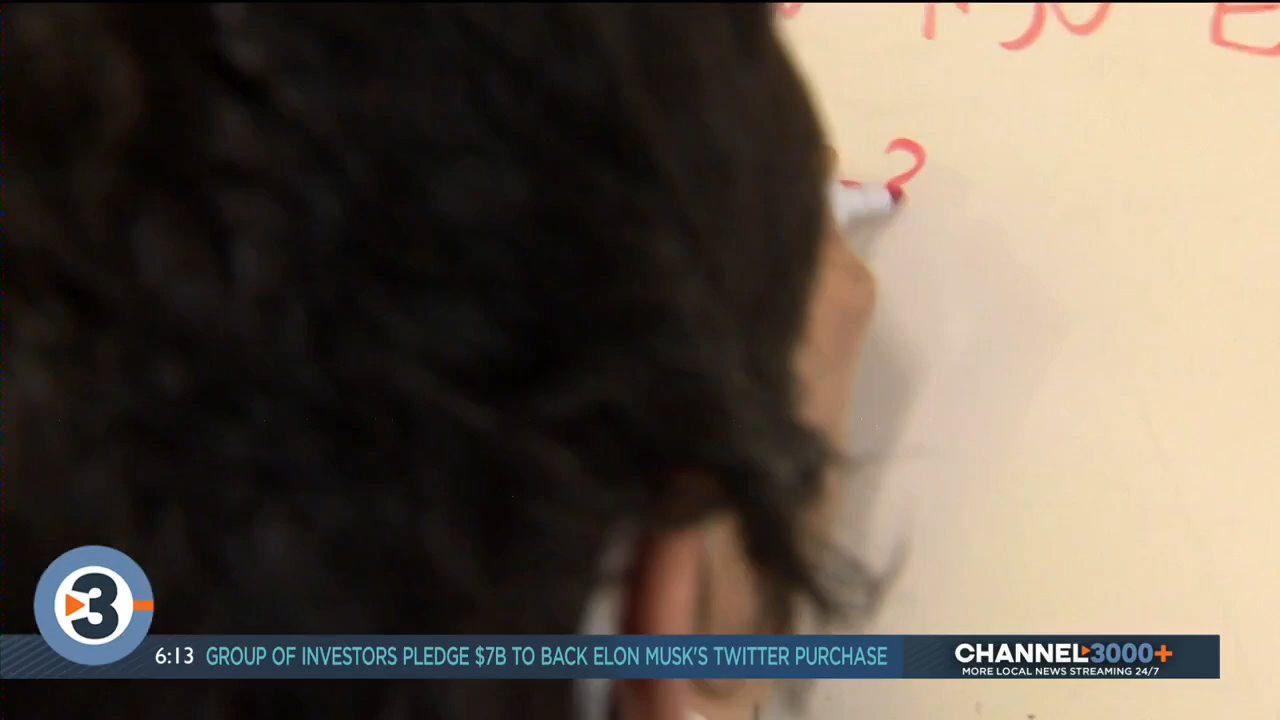 ?
3
6:13 GROUP OF INVESTORS PLEDGE $7B TO BACK ELON MUSK'S TWITTER PURCHASE
CHANNEL3000+
MORE LOCAL NEWS STREAMING 24/7